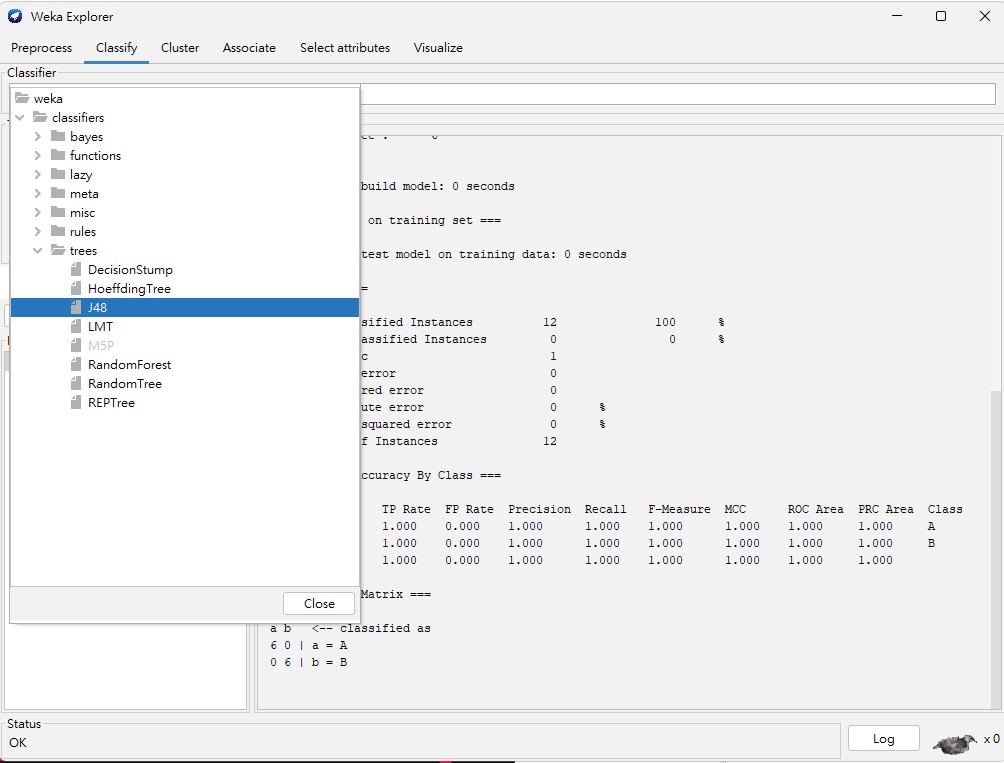 Weka Explorer
Preprocess Classify Cluster Associate Select attributes Visualize
Classifier
weka
classifiers
bayes
functions
lazy
meta
misc
rules
trees
DecisionStump
HoeffdingTree
J48
LMT
M5P
RandomForest
RandomTree
REPTree
Close
build model: 0 seconds
on training set ===
test model on training data: 0 seconds
=
sified Instances 12 100 %
assified Instances 0 0 %
c 1
error 0
red error 0
ute error 0 %
squared error 0 %
f Instances 12
ccuracy By Class ===
TP Rate FP Rate Precision Recall F-Measure MCC ROC Area PRC Area Class
1.000 0.000 1.000 1.000 1.000 1.000 1.000 1.000 A
1.000 0.000 1.000 1.000 1.000 1.000 1.000 1.000 B
1.000 0.000 1.000 1.000 1.000 1.000 1.000 1.000
Matrix ===
a b <-- classified as
6 0 | a = A
0 6 | b = B
Status
OK
Log
x 0